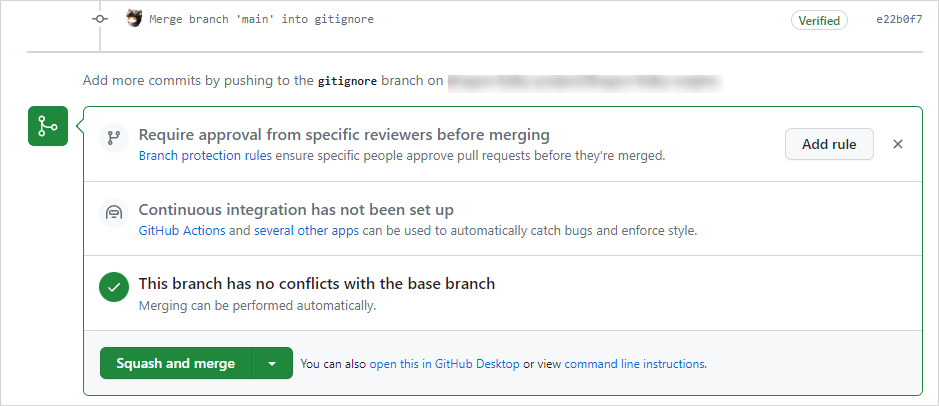 Merge branch 'main' into gitignore Verified e22b0f7
Add more commits by pushing to the gitignore branch on
Require approval from specific reviewers before merging
Branch protection rules ensure specific people approve pull requests before they're merged.
Add rule
Continuous integration has not been set up
GitHub Actions and several other apps can be used to automatically catch bugs and enforce style.
This branch has no conflicts with the base branch
Merging can be performed automatically.
Squash and merge You can also open this in GitHub Desktop or view command line instructions.